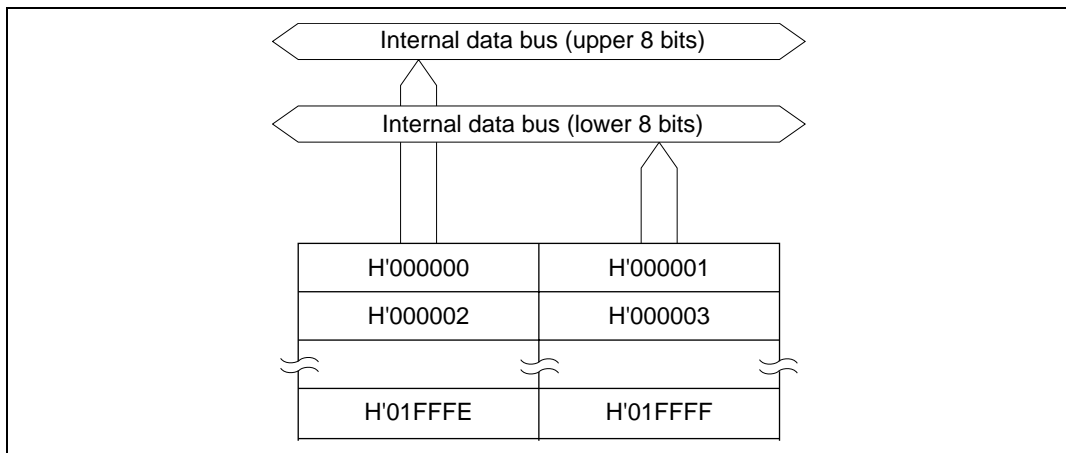 Internal data bus (upper 8 bits)
Internal data bus (lower 8 bits)
H'000000 H'000001
H'000002 H'000003
H'01FFFE H'01FFFF